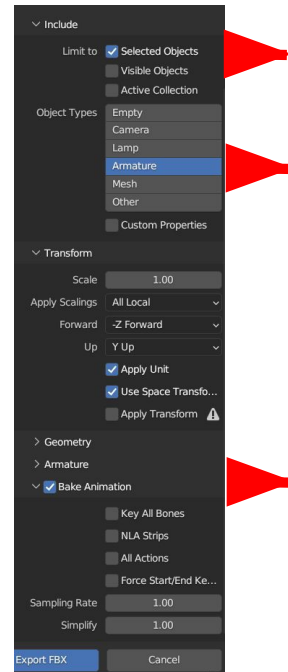 Include
Limit to Selected Objects
Visible Objects
Active Collection
Object Types Empty
Camera
Lamp
Armature
Mesh
Other
Custom Properties
Transform
Scale 1.00
Apply Scalings All Local
Forward -Z Forward
Up Y Up
Apply Unit
Use Space Transfo...
Apply Transform
Geometry
Armature
Bake Animation
Key All Bones
NLA Strips
All Actions
Force Start/End Ke...
Sampling Rate 1.00
Simplify 1.00
Export FBX Cancel